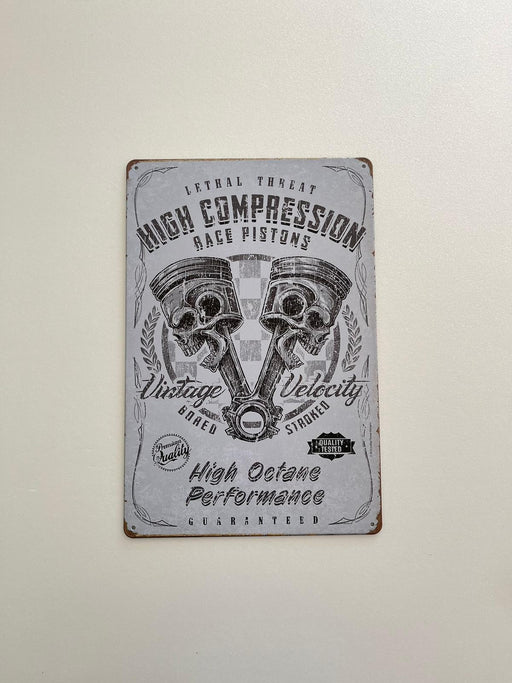 LETHAL THREAT
HIGH COMPRESSION
RACE PISTONS
Vintage Velocity
BORED STROKED
Premium
Quality
QUALITY
TESTED
High Octane
Performance
GUARANTEED